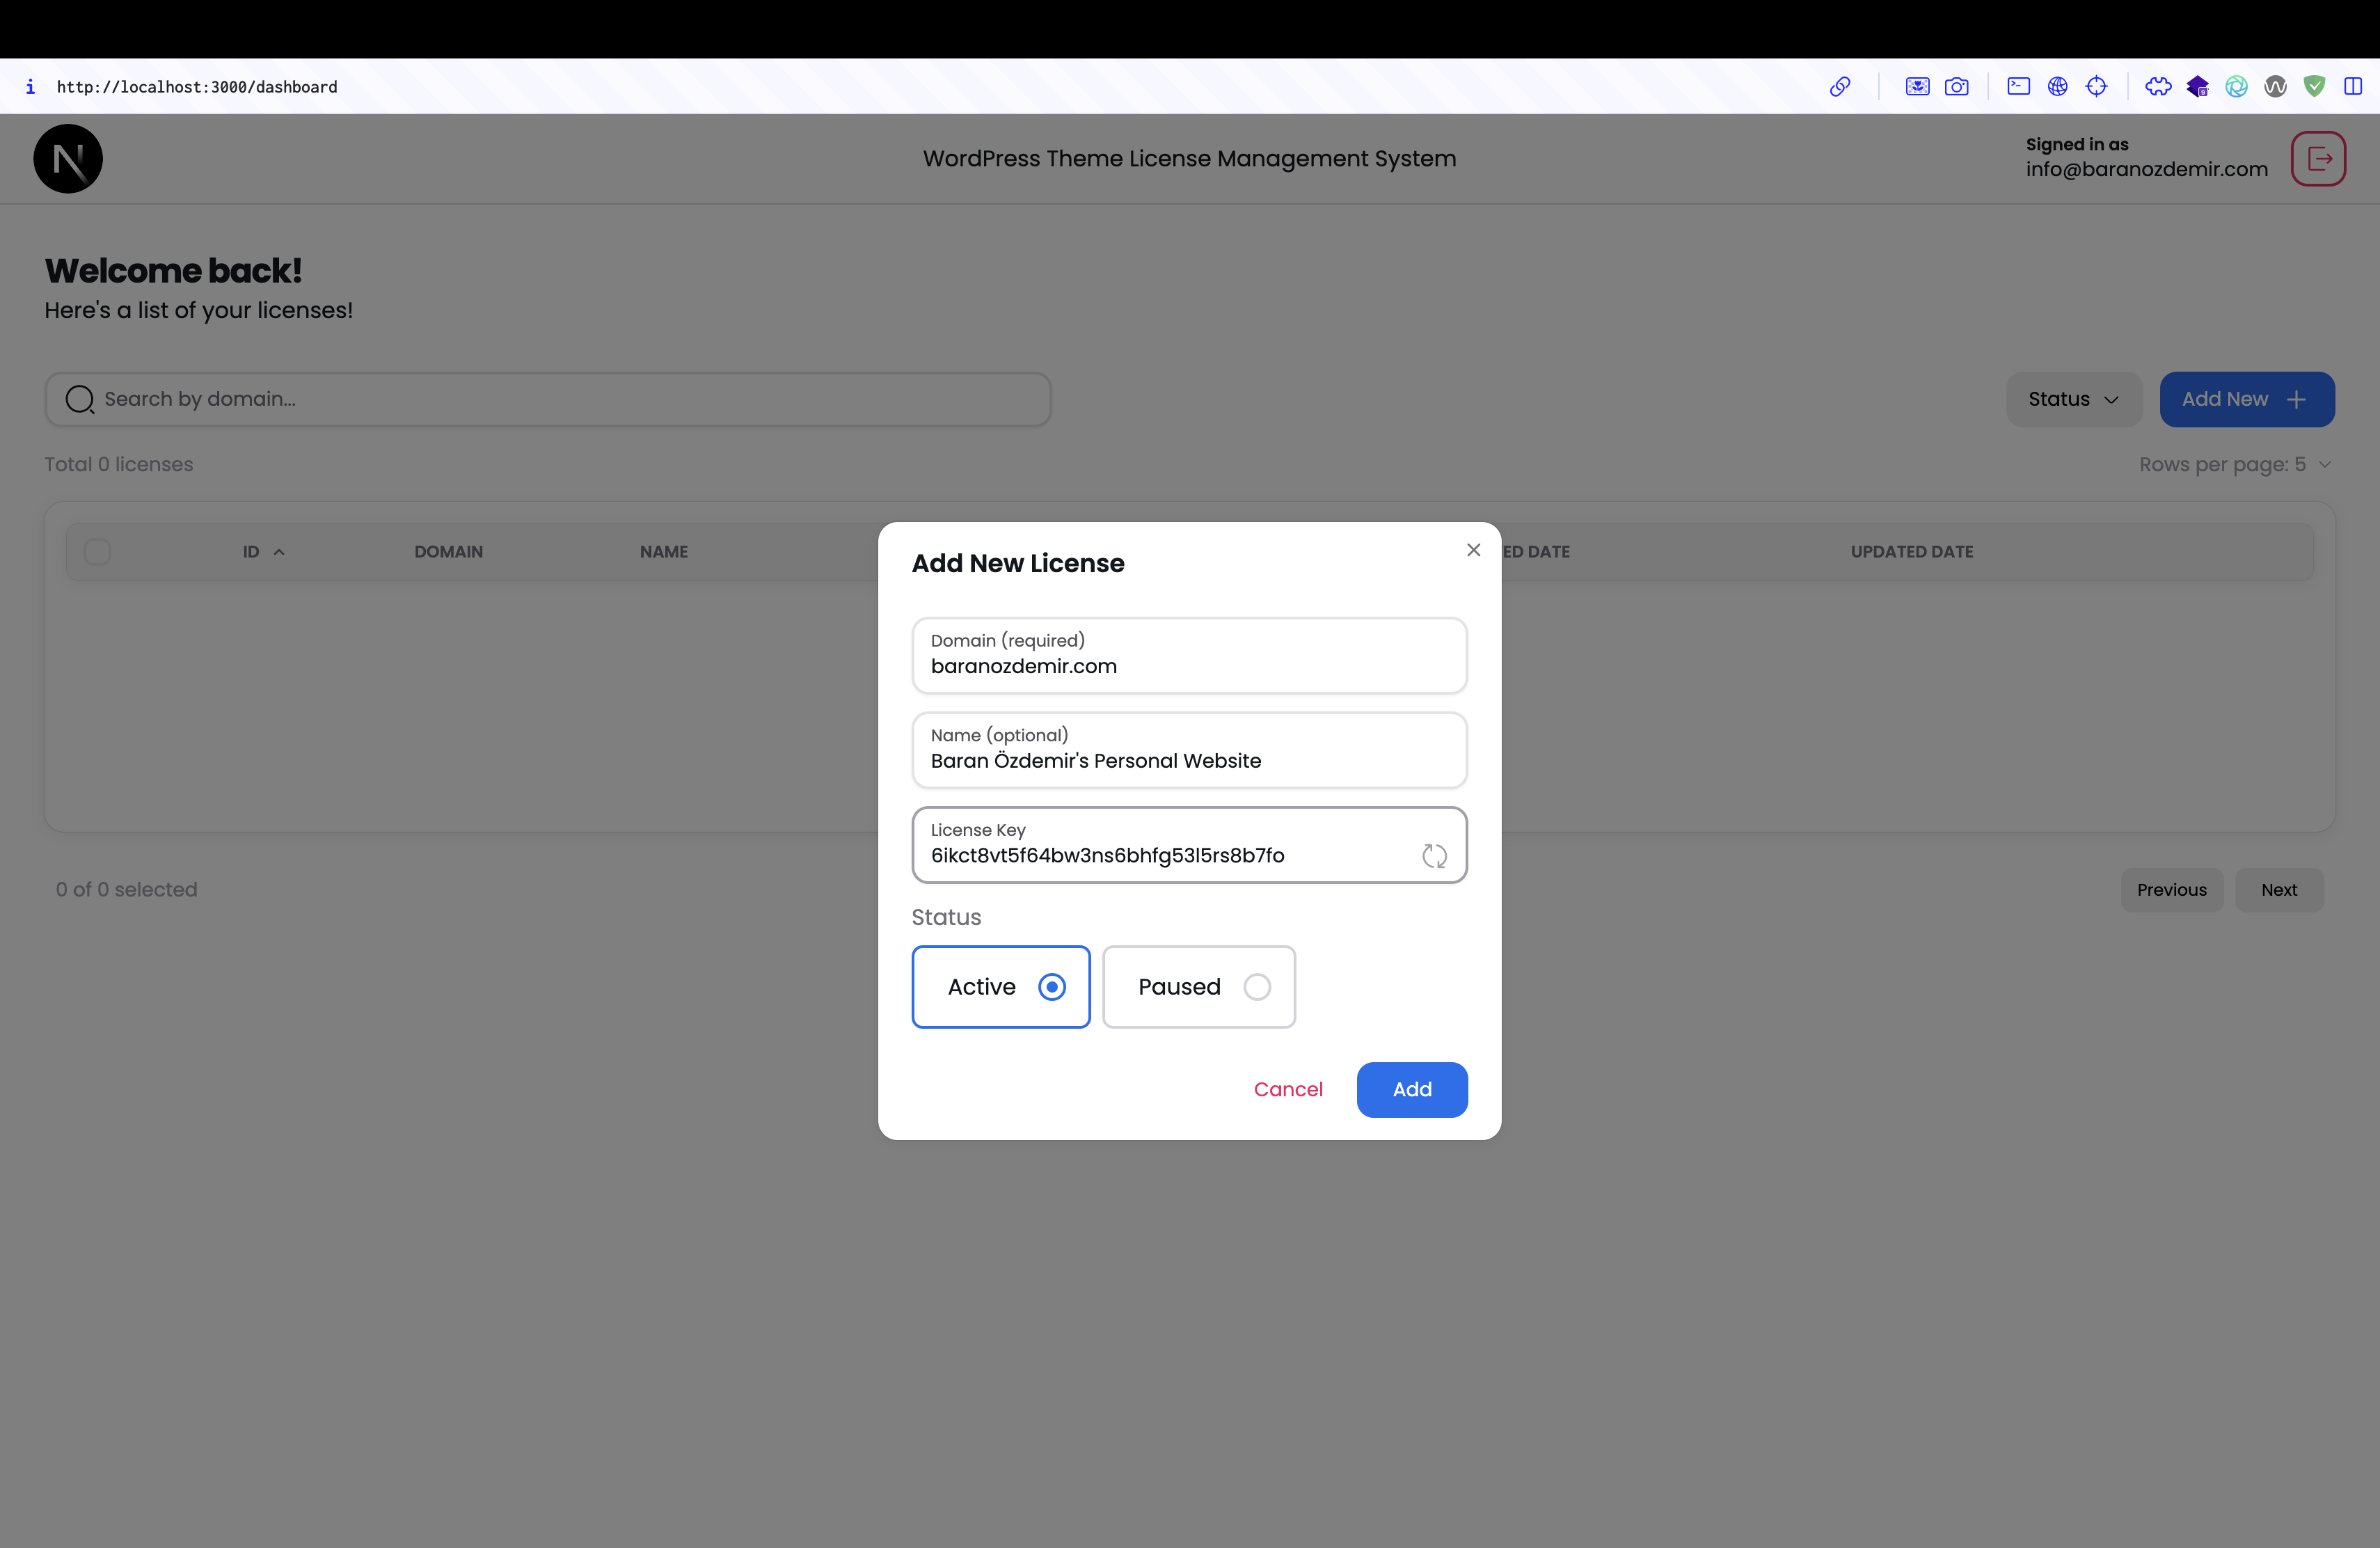 http://localhost:3000/dashboard
N
WordPress Theme License Management System
Signed in as
info@baranozdemir.com
Welcome back!
Here's a list of your licenses!
Search by domain...
Status
Add New
Total 0 licenses
Rows per page: 5
ID
DOMAIN
NAME
ED DATE
UPDATED DATE
Add New License
Domain (required)
baranozdemir.com
Name (optional)
Baran Özdemir's Personal Website
License Key
6ikct8vt5f64bw3ns6bhfg53l5rs8b7fo
Status
Active
Paused
Cancel
Add
0 of 0 selected
Previous
Next